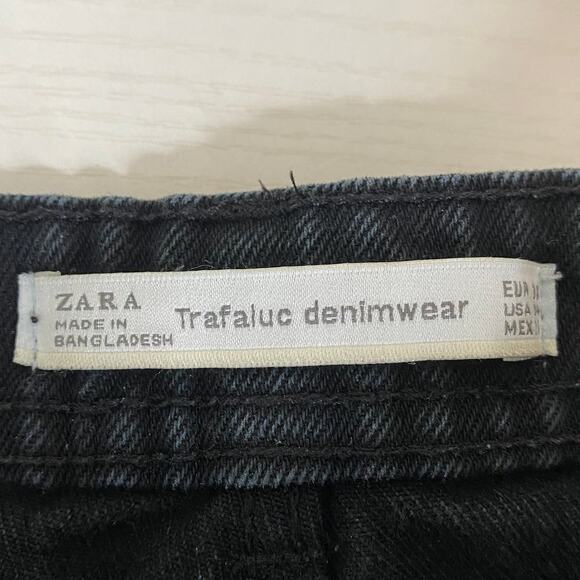 ZARA
MADE IN
BANGLADESH
Trafaluc denimwear
EUR
USA
MEX